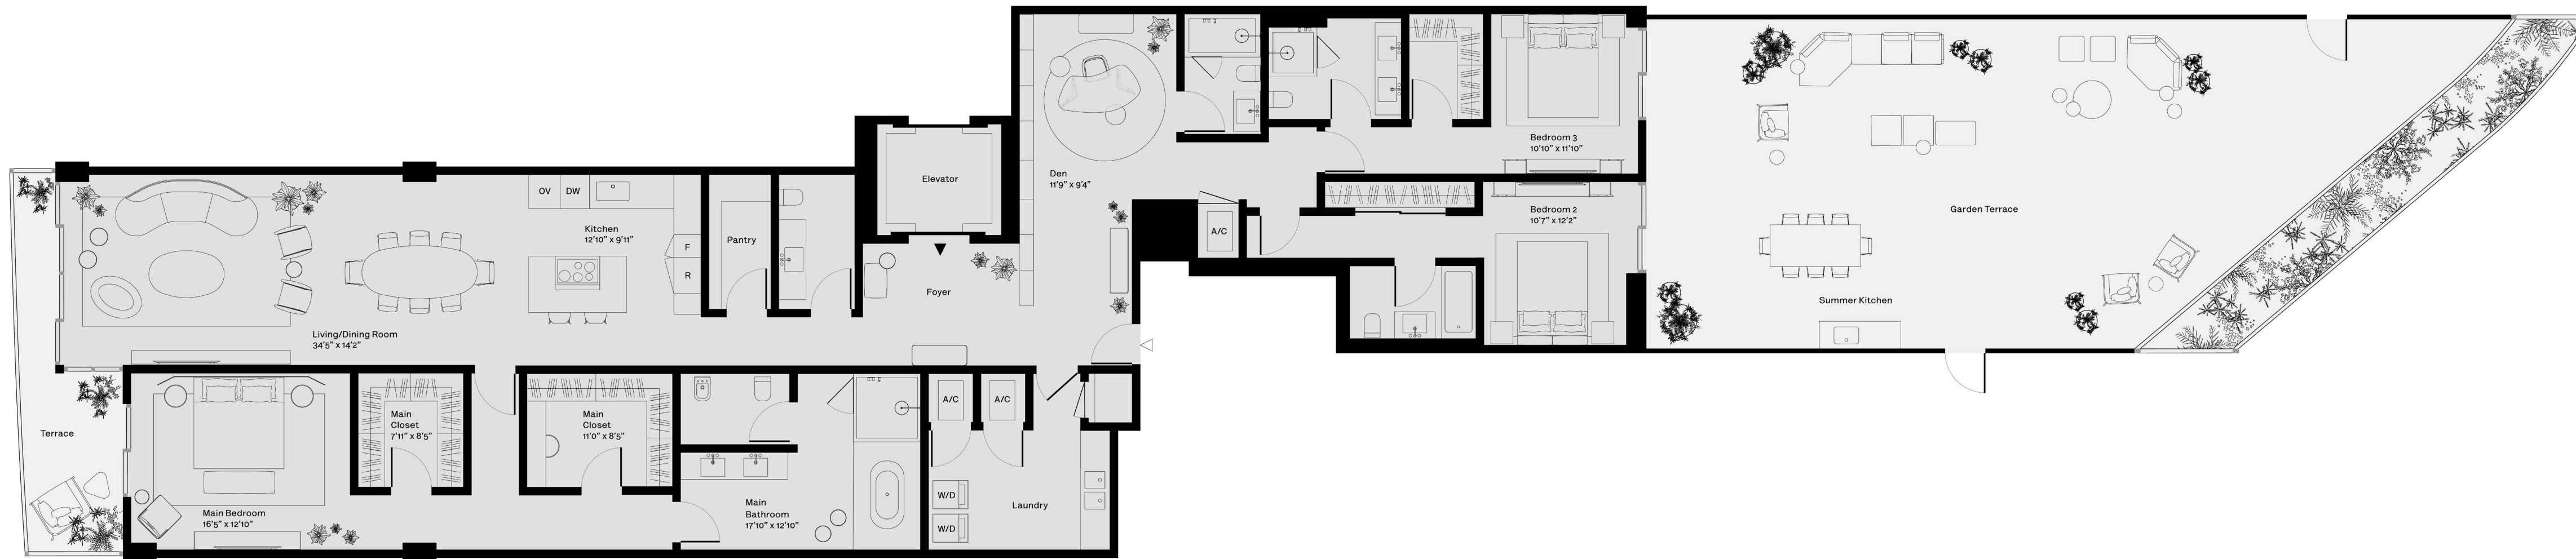 Living/Dining Room
34'5" x 14'2"
OV
DW
Kitchen
12'10" x 9'11"
F
R
Pantry
Elevator
Foyer
Den
11'9" x 9'4"
A/C
Bedroom 3
10'10" x 11'10"
Bedroom 2
10'7" x 12'2"
Garden Terrace
Summer Kitchen
Terrace
Main Bedroom
16'5" x 12'10"
Main
Closet
7'11" x 8'5"
Main
Closet
11'0" x 8'5"
Main
Bathroom
17'10" x 12'10"
A/C
A/C
W/D
W/D
Laundry